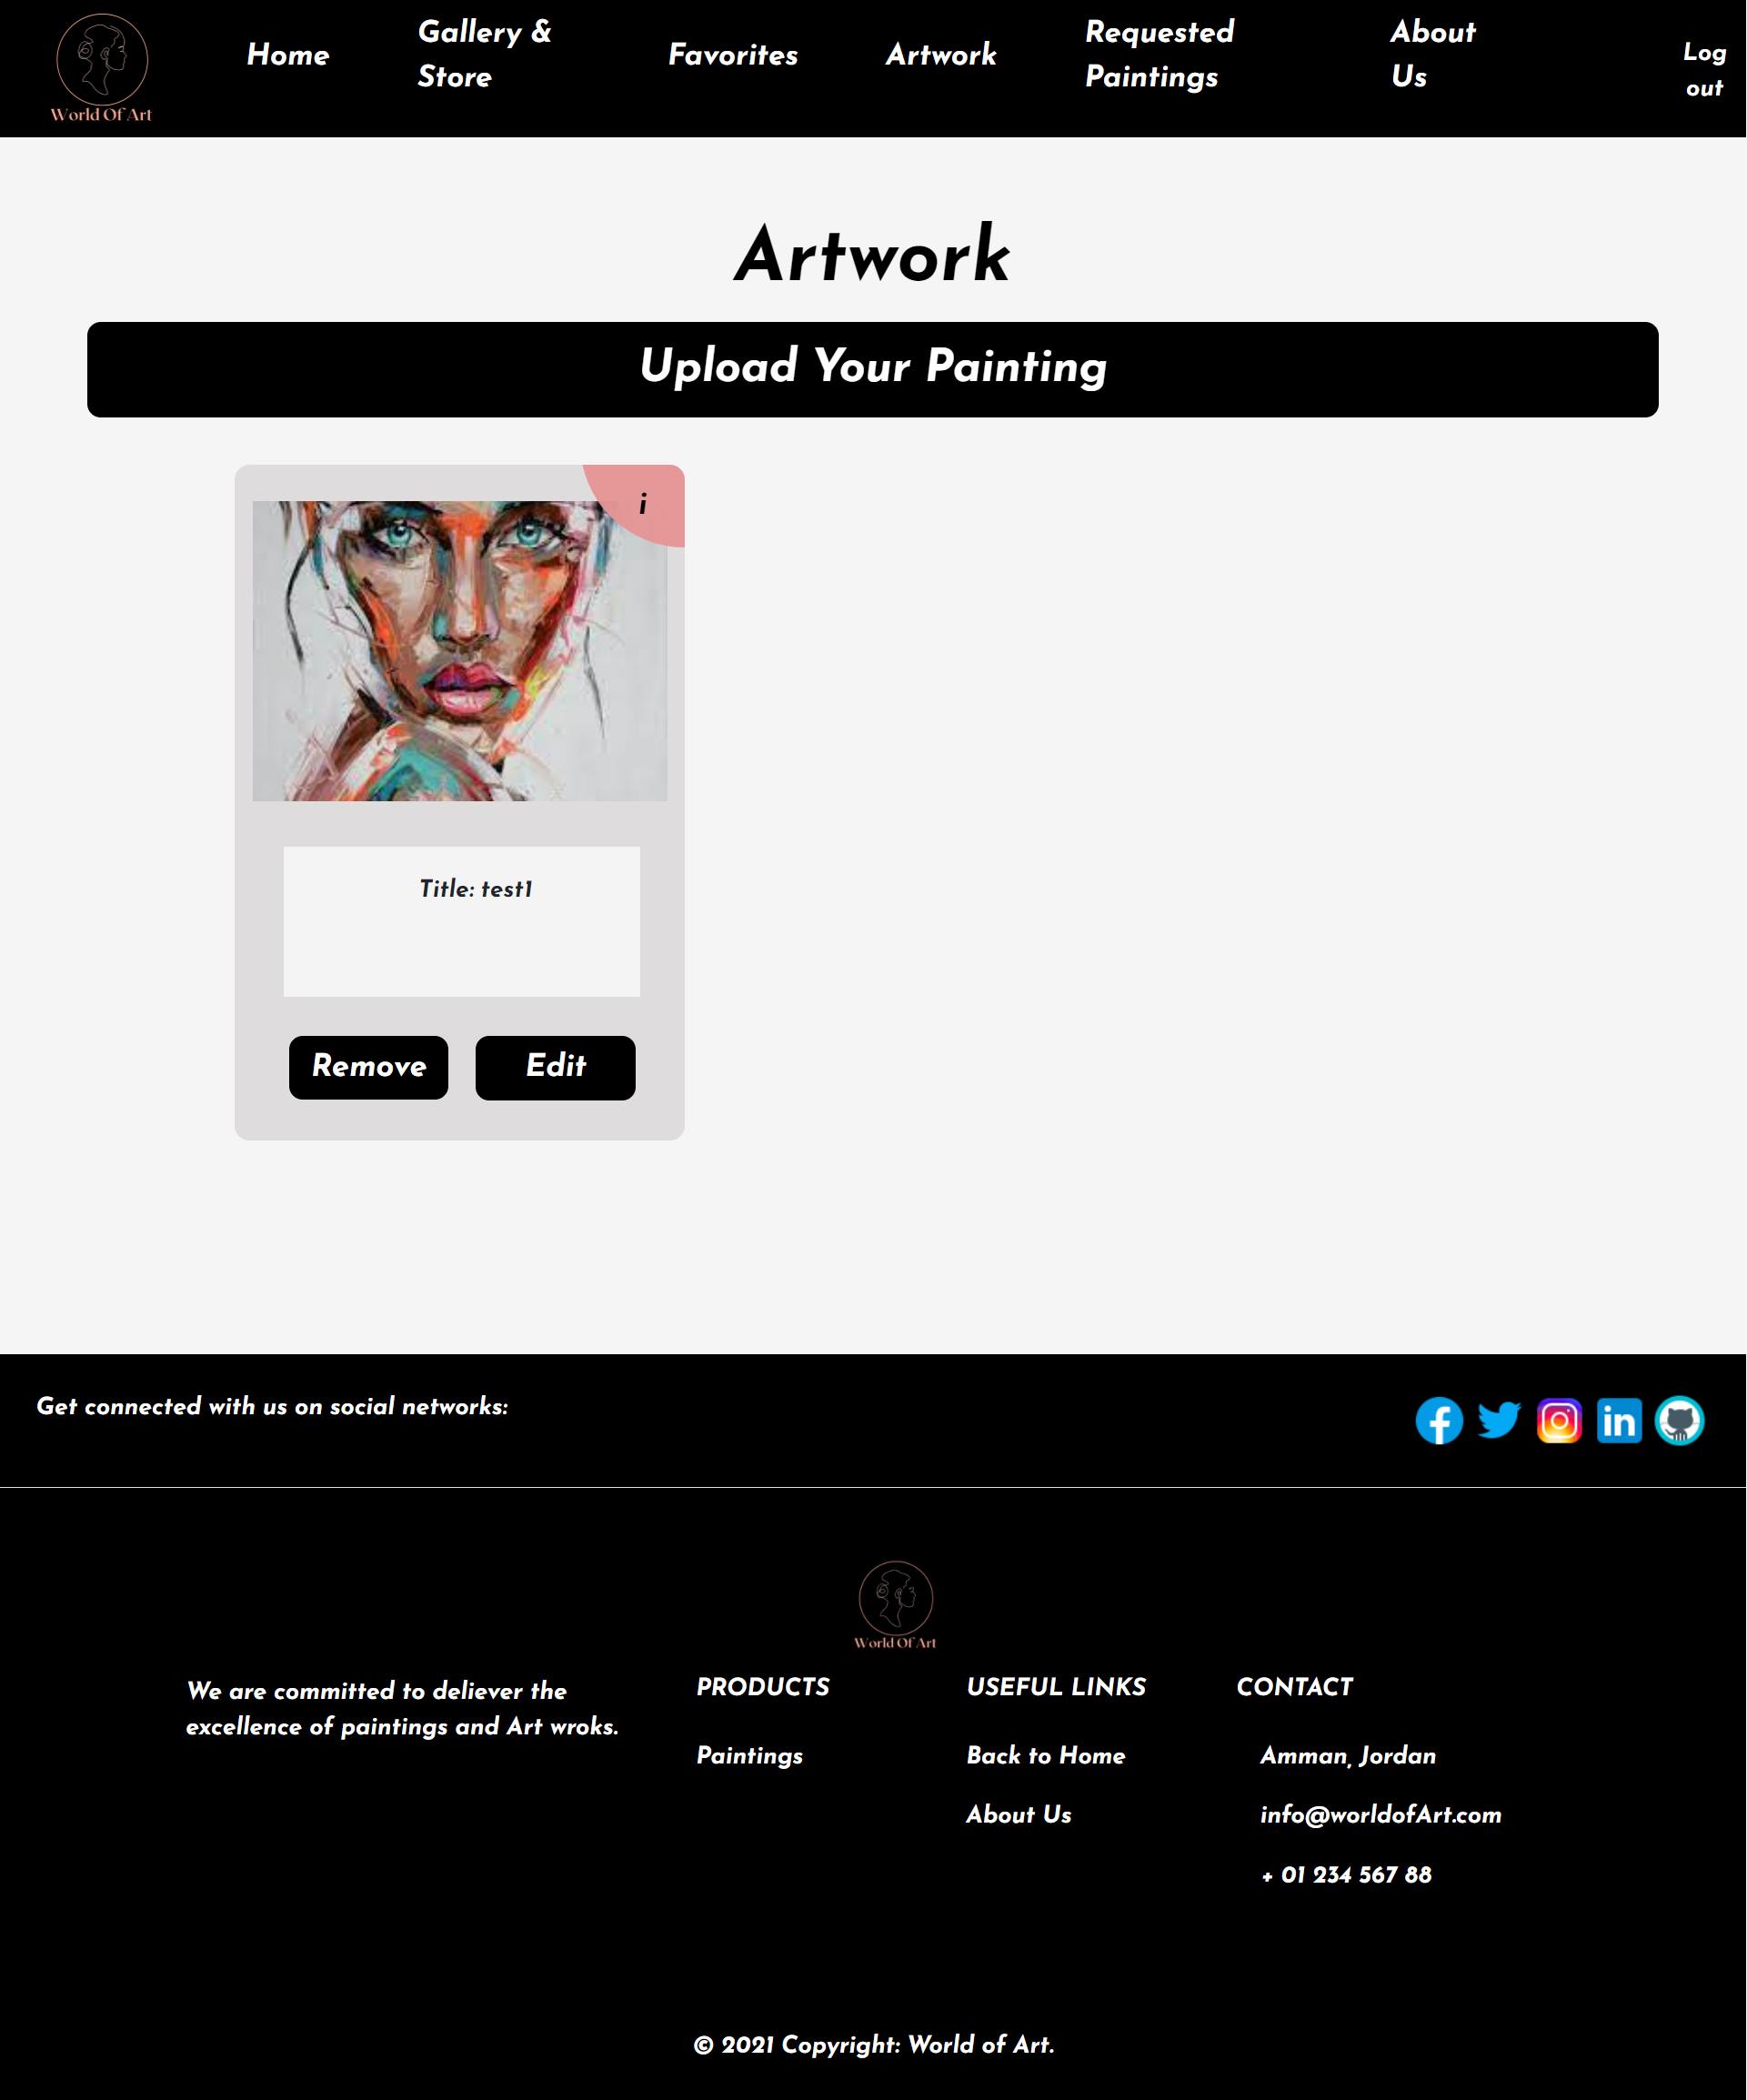 World Of Art
Home
Gallery &
Store
Favorites
Artwork
Requested
Paintings
About
Us
Log
out
Artwork
Upload Your Painting
i
Title: test1
Remove
Edit
Get connected with us on social networks:
f
in
World Of Art
We are committed to deliever the
excellence of paintings and Art wroks.
PRODUCTS
Paintings
USEFUL LINKS
Back to Home
About Us
CONTACT
Amman, Jordan
info@worldofArt.com
+ 01 234 567 88
© 2021 Copyright: World of Art.